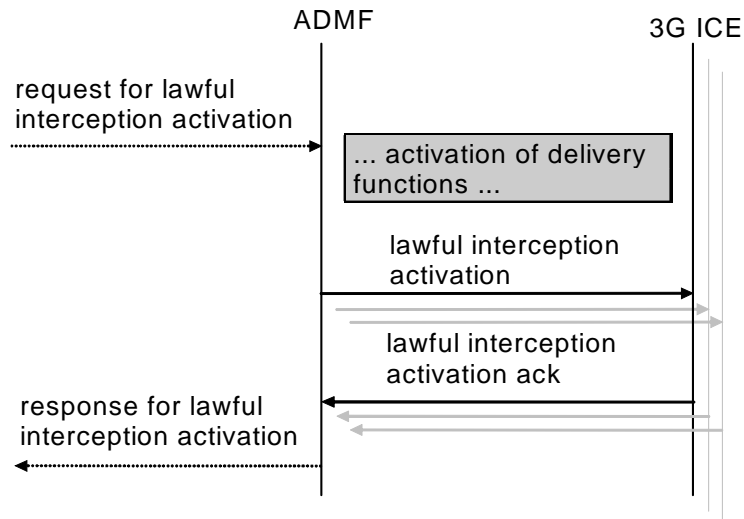 ADMF
3G ICE
request for lawful
interception activation
... activation of delivery
functions ...
lawful interception
activation
lawful interception
activation ack
response for lawful
interception activation